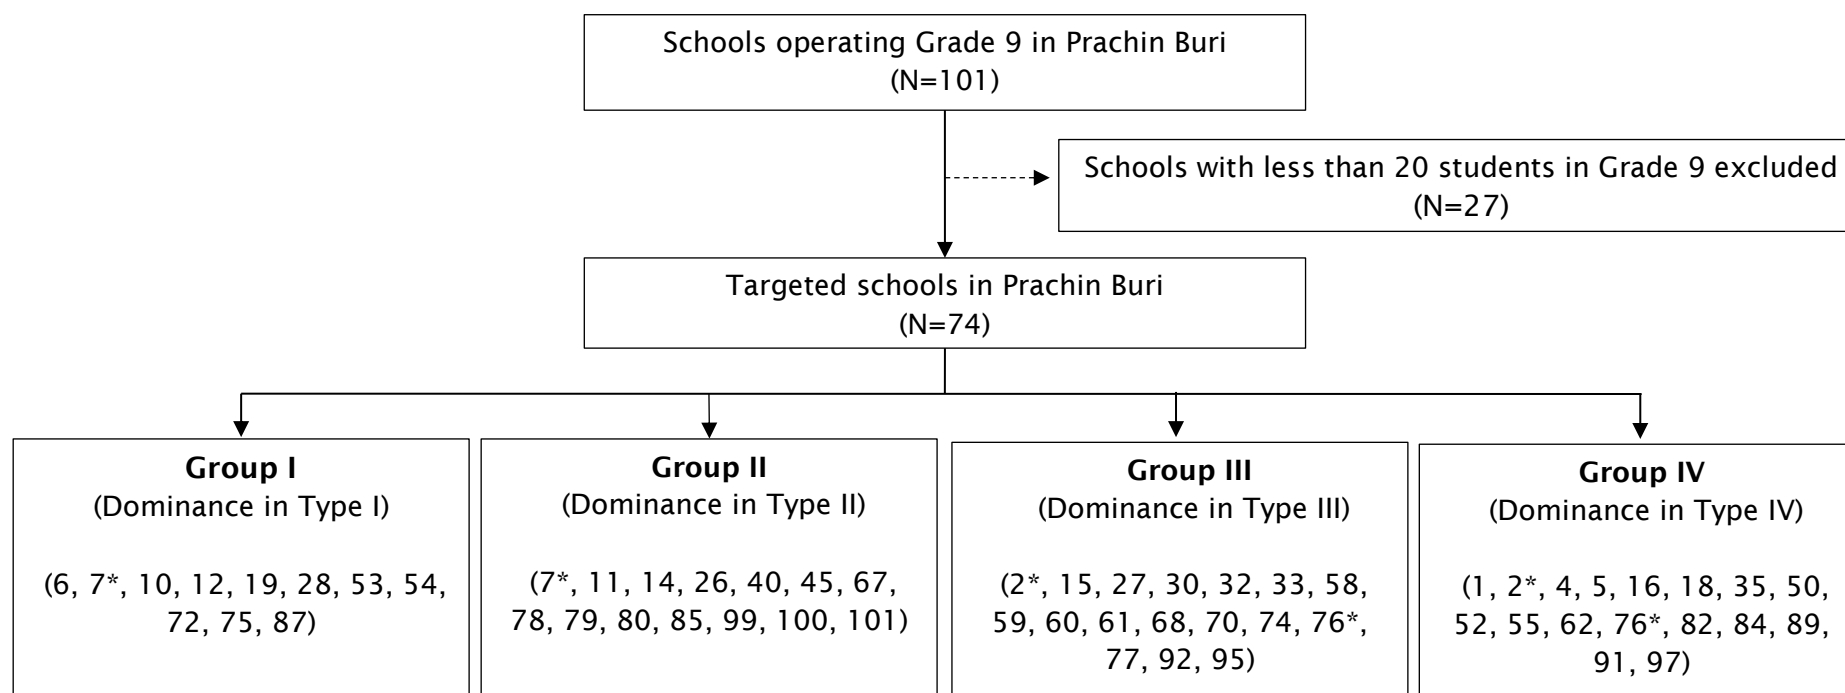 Schools operating Grade 9 in Prachin Buri
(N=101)
Schools with less than 20 students in Grade 9 excluded
(N=27)
Targeted schools in Prachin Buri
(N=74)
Group I
(Dominance in Type I)
(6, 7*, 10, 12, 19, 28, 53, 54,
72, 75, 87)
Group II
(Dominance in Type II)
(7*, 11, 14, 26, 40, 45, 67,
78, 79, 80, 85, 99, 100, 101)
Group III
(Dominance in Type III)
(2*, 15, 27, 30, 32, 33, 58,
59, 60, 61, 68, 70, 74, 76*,
77, 92, 95)
Group IV
(Dominance in Type IV)
(1, 2*, 4, 5, 16, 18, 35, 50,
52, 55, 62, 76*, 82, 84, 89,
91, 97)